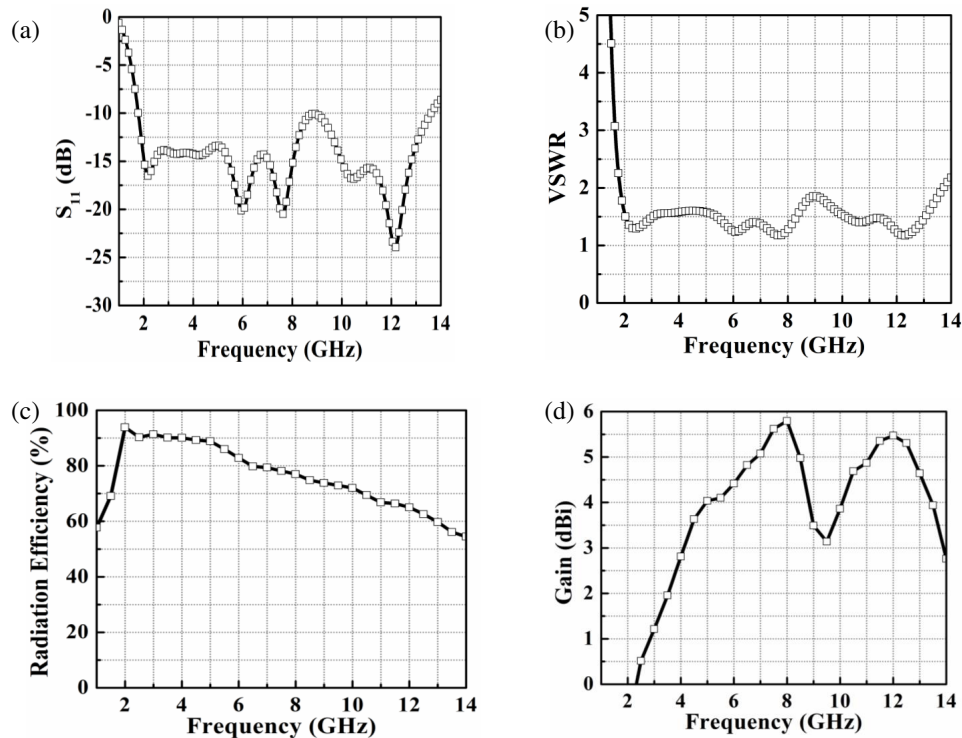 (a)
0
-5
-10
-15
-20
-25
-30
S11 (dB)
2 4 6 8 10 12 14
Frequency (GHz)
(b)
5
4
3
2
1
0
VSWR
2 4 6 8 10 12 14
Frequency (GHz)
(c)
100
80
60
40
20
0
Radiation Efficiency (%)
2 4 6 8 10 12 14
Frequency (GHz)
(d)
6
5
4
3
2
1
0
Gain (dBi)
2 4 6 8 10 12 14
Frequency (GHz)